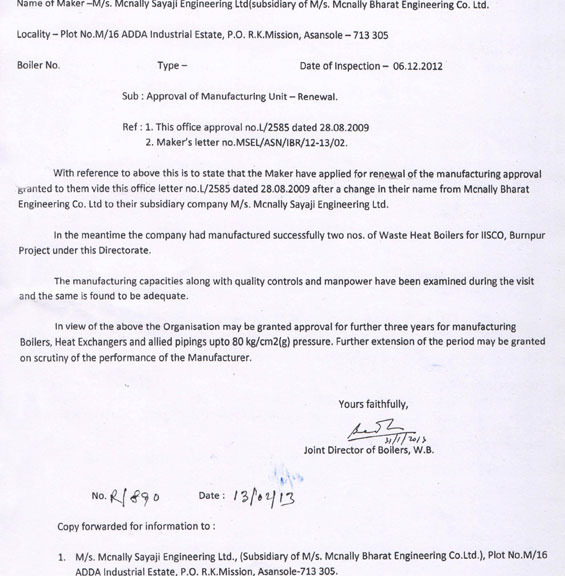 Name of Maker –M/s. Mcnally Sayaji Engineering Ltd(subsidiary of M/s. Mcnally Bharat Engineering Co. Ltd.
Locality – Plot No.M/16 ADDA Industrial Estate, P.O. R.K.Mission, Asansole – 713 305
Boiler No. Type – Date of Inspection – 06.12.2012
Sub : Approval of Manufacturing Unit – Renewal.
Ref : 1. This office approval no.L/2585 dated 28.08.2009
2. Maker's letter no.MSEL/ASN/IBR/12-13/02.
With reference to above this is to state that the Maker have applied for renewal of the manufacturing approval
granted to them vide this office letter no.L/2585 dated 28.08.2009 after a change in their name from Mcnally Bharat
Engineering Co. Ltd to their subsidiary company M/s. Mcnally Sayaji Engineering Ltd.
In the meantime the company had manufactured successfully two nos. of Waste Heat Boilers for IISCO, Burnpur
Project under this Directorate.
The manufacturing capacities along with quality controls and manpower have been examined during the visit
and the same is found to be adequate.
In view of the above the Organisation may be granted approval for further three years for manufacturing
Boilers, Heat Exchangers and allied pipings upto 80 kg/cm2(g) pressure. Further extension of the period may be granted
on scrutiny of the performance of the Manufacturer.
Yours faithfully,
31/1/2013
Joint Director of Boilers, W.B.
No. R/890 Date : 13/02/13
Copy forwarded for information to :
1. M/s. Mcnally Sayaji Engineering Ltd., (Subsidiary of M/s. Mcnally Bharat Engineering Co.Ltd.), Plot No.M/16
ADDA Industrial Estate, P.O. R.K.Mission, Asansole-713 305.